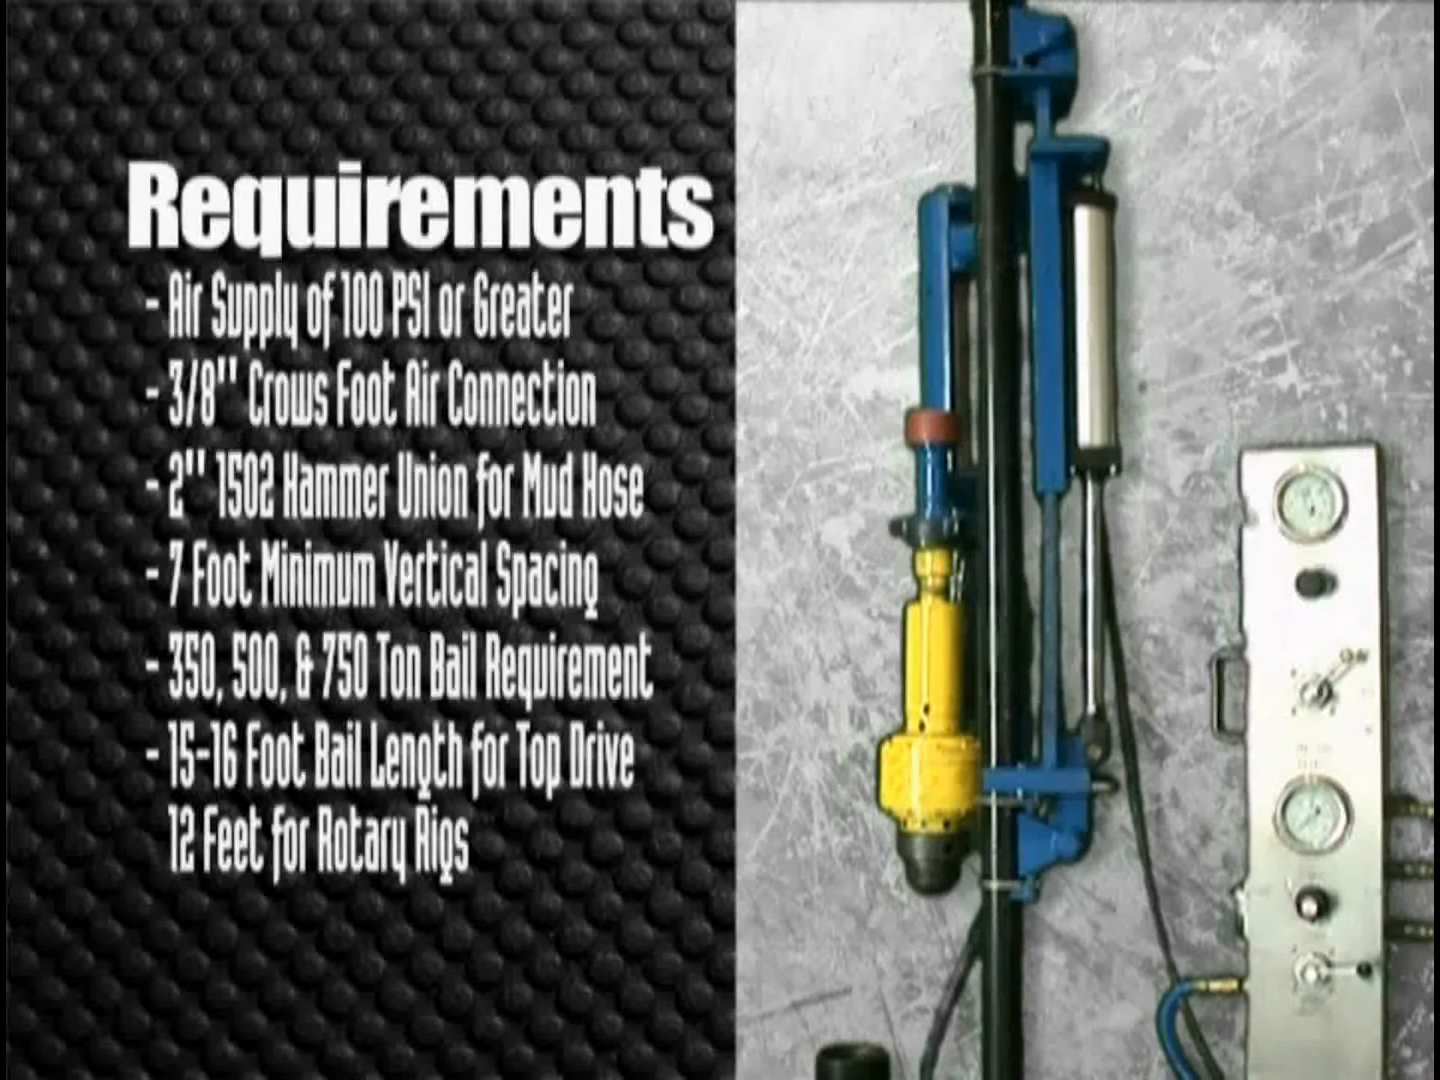 Requirements
- Air Supply of 100 PSI or Greater
- 3/8" Crows Foot Air Connection
- 2" 1502 Hammer Union for Mud Hose
- 7 Foot Minimum Vertical Spacing
- 350, 500, & 750 Ton Bail Requirement
- 15-16 Foot Bail Length for Top Drive
12 Feet for Rotary Rigs